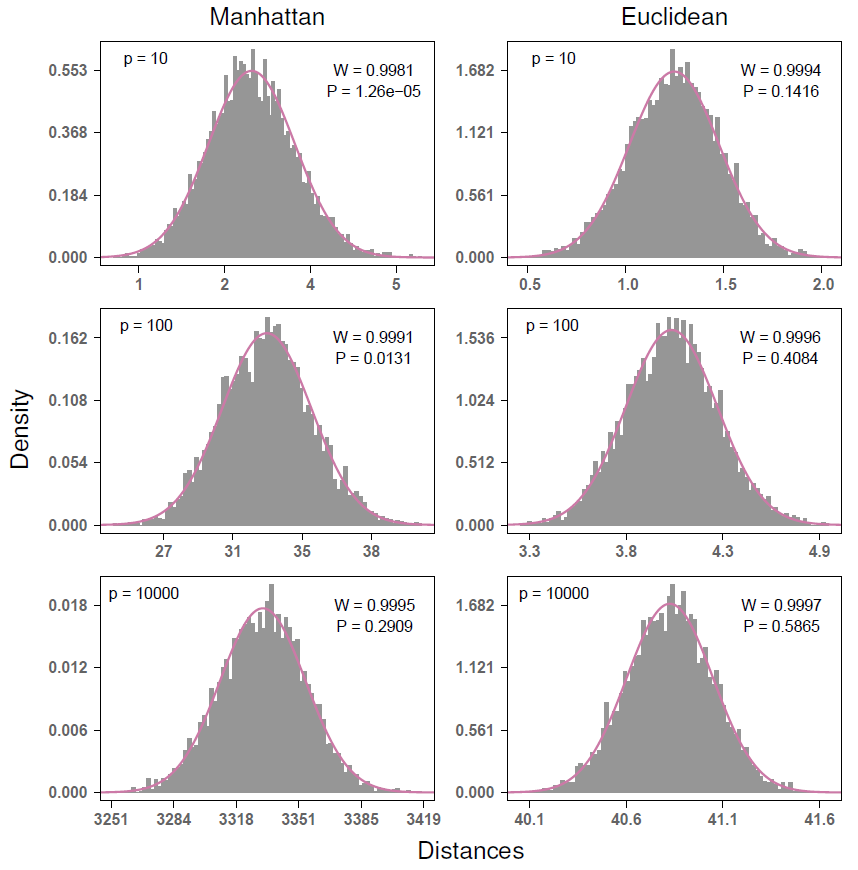 Manhattan
Euclidean
p = 10
W = 0.9981
P = 1.26e−05
0.553
0.368
0.184
0.000
1
2
4
5
p = 10
W = 0.9994
P = 0.1416
1.682
1.121
0.561
0.000
0.5
1.0
1.5
2.0
p = 100
W = 0.9991
P = 0.0131
0.162
0.108
0.054
0.000
27
31
35
38
p = 100
W = 0.9996
P = 0.4084
1.536
1.024
0.512
0.000
3.3
3.8
4.3
4.9
Density
p = 10000
W = 0.9995
P = 0.2909
0.018
0.012
0.006
0.000
3251
3284
3318
3351
3385
3419
p = 10000
W = 0.9997
P = 0.5865
1.682
1.121
0.561
0.000
40.1
40.6
41.1
41.6
Distances